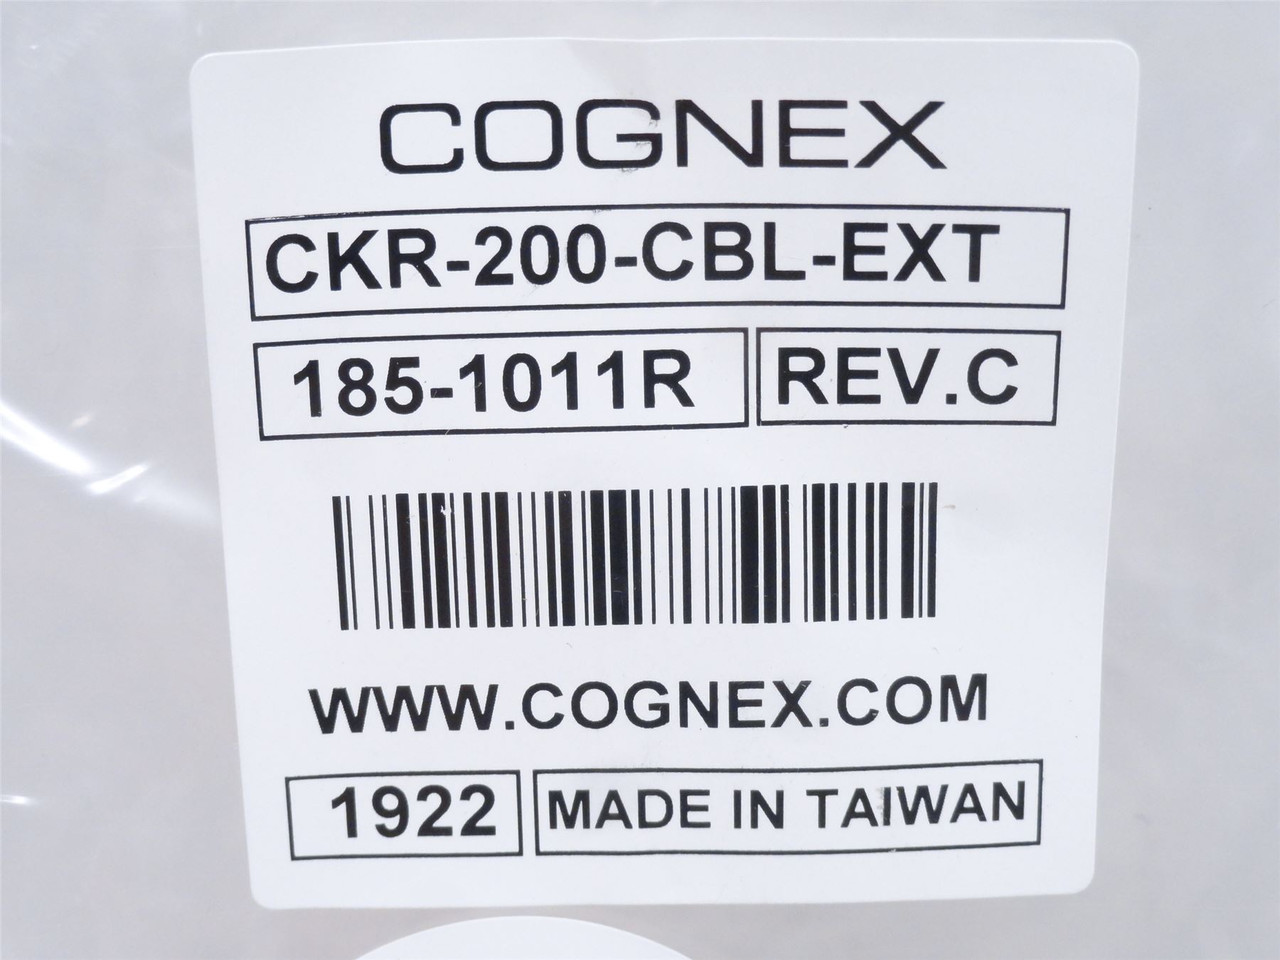 COGNEX
CKR-200-CBL-EXT
185-1011R REV.C
WWW.COGNEX.COM
1922 MADE IN TAIWAN